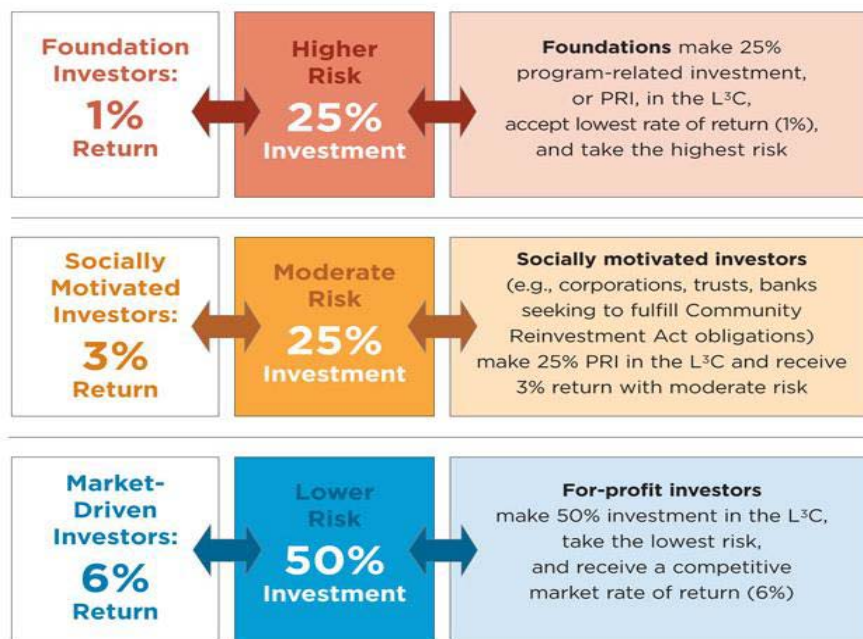 Foundation
Investors:
1%
Return
Higher
Risk
25%
Investment
Foundations make 25%
program-related investment,
or PRI, in the L³C,
accept lowest rate of return (1%),
and take the highest risk
Socially
Motivated
Investors:
3%
Return
Moderate
Risk
25%
Investment
Socially motivated investors
(e.g., corporations, trusts, banks
seeking to fulfill Community
Reinvestment Act obligations)
make 25% PRI in the L³C and receive
3% return with moderate risk
Market-
Driven
Investors:
6%
Return
Lower
Risk
50%
Investment
For-profit investors
make 50% investment in the L³C,
take the lowest risk,
and receive a competitive
market rate of return (6%)